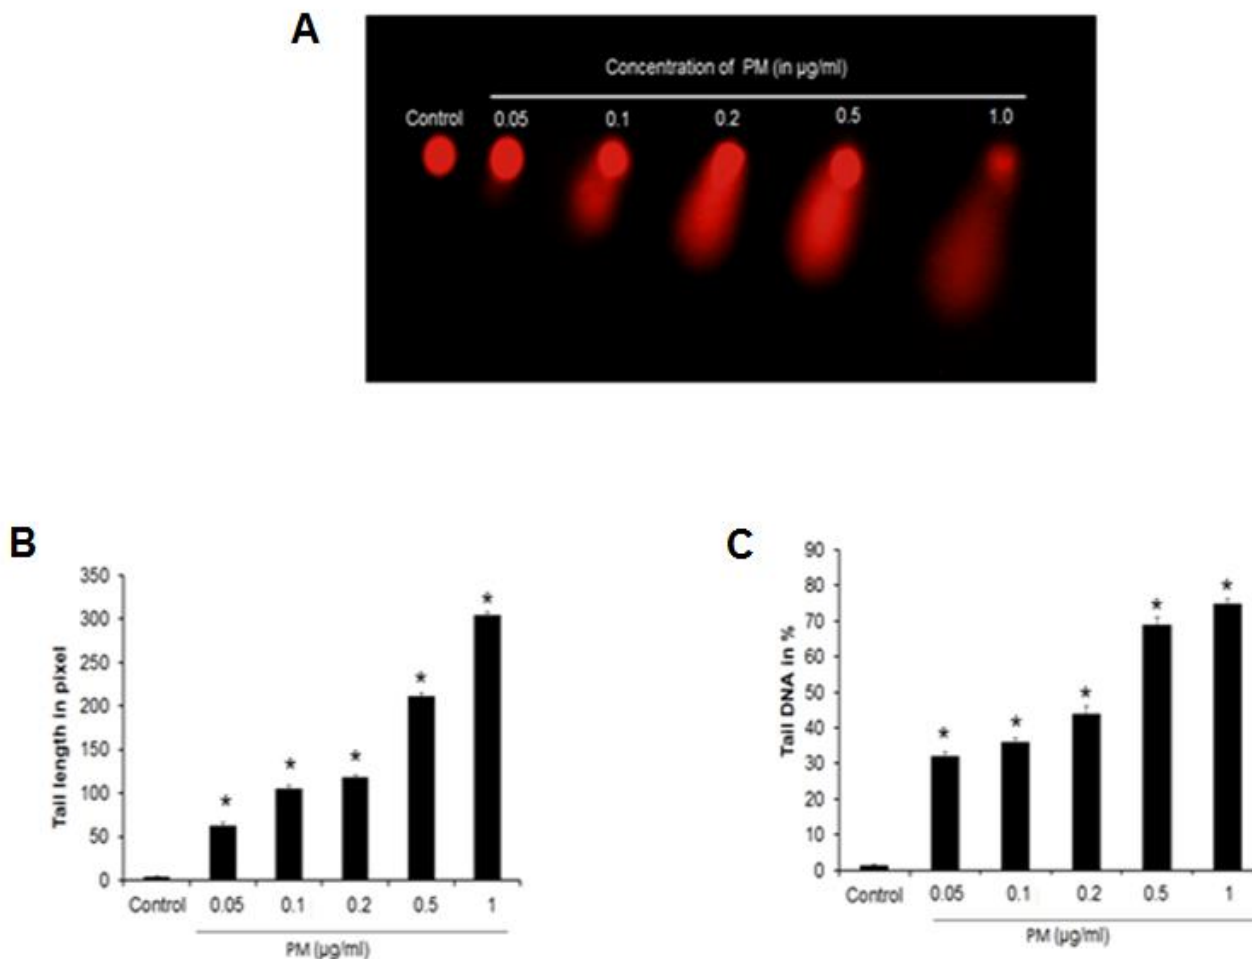 A
Concentration of PM (in µg/ml)
Control 0.05 0.1 0.2 0.5 1.0
B
Tail length in pixel
350
300
250
200
150
100
50
0
* * * * *
Control 0.05 0.1 0.2 0.5 1
PM (µg/ml)
C
Tail DNA in %
90
80
70
60
50
40
30
20
10
0
* * * * *
Control 0.05 0.1 0.2 0.5 1
PM (µg/ml)